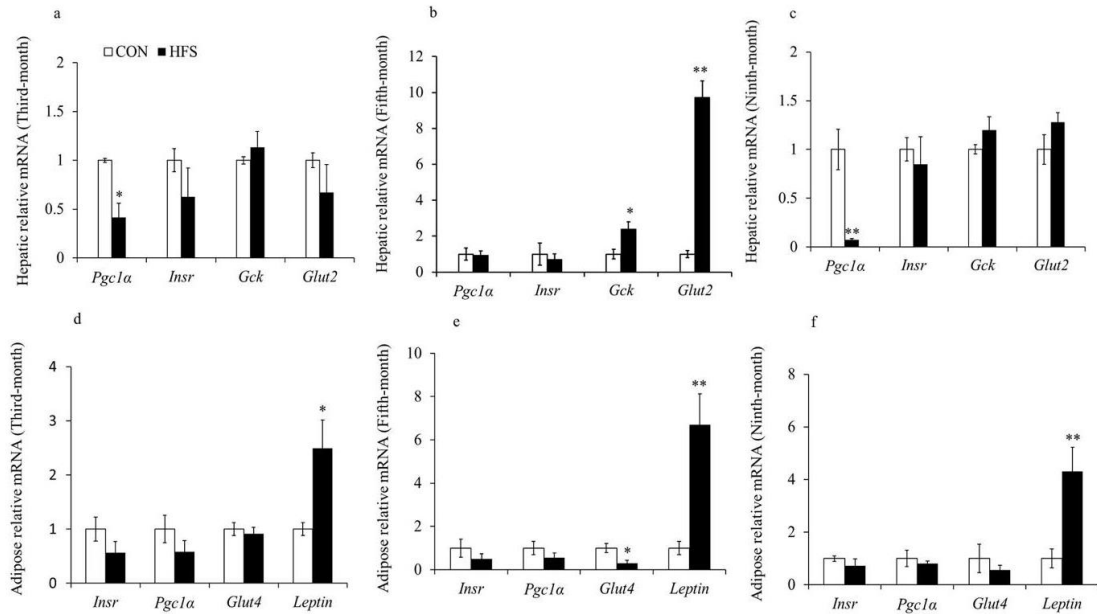 a
Hepatic relative mRNA (Third-month)
CON HFS
2
1.5
1
0.5
0
*
Pgc1α Insr Gck Glut2
b
Hepatic relative mRNA (Fifth-month)
12
10
8
6
4
2
0
*
**
Pgc1α Insr Gck Glut2
c
Hepatic relative mRNA (Ninth-month)
2
1.5
1
0.5
0
**
Pgc1α Insr Gck Glut2
d
Adipose relative mRNA (Third-month)
4
3
2
1
0
*
Insr Pgc1α Glut4 Leptin
e
Adipose relative mRNA (Fifth-month)
10
8
6
4
2
0
*
**
Insr Pgc1α Glut4 Leptin
f
Adipose relative mRNA (Ninth-month)
8
6
4
2
0
**
Insr Pgc1α Glut4 Leptin